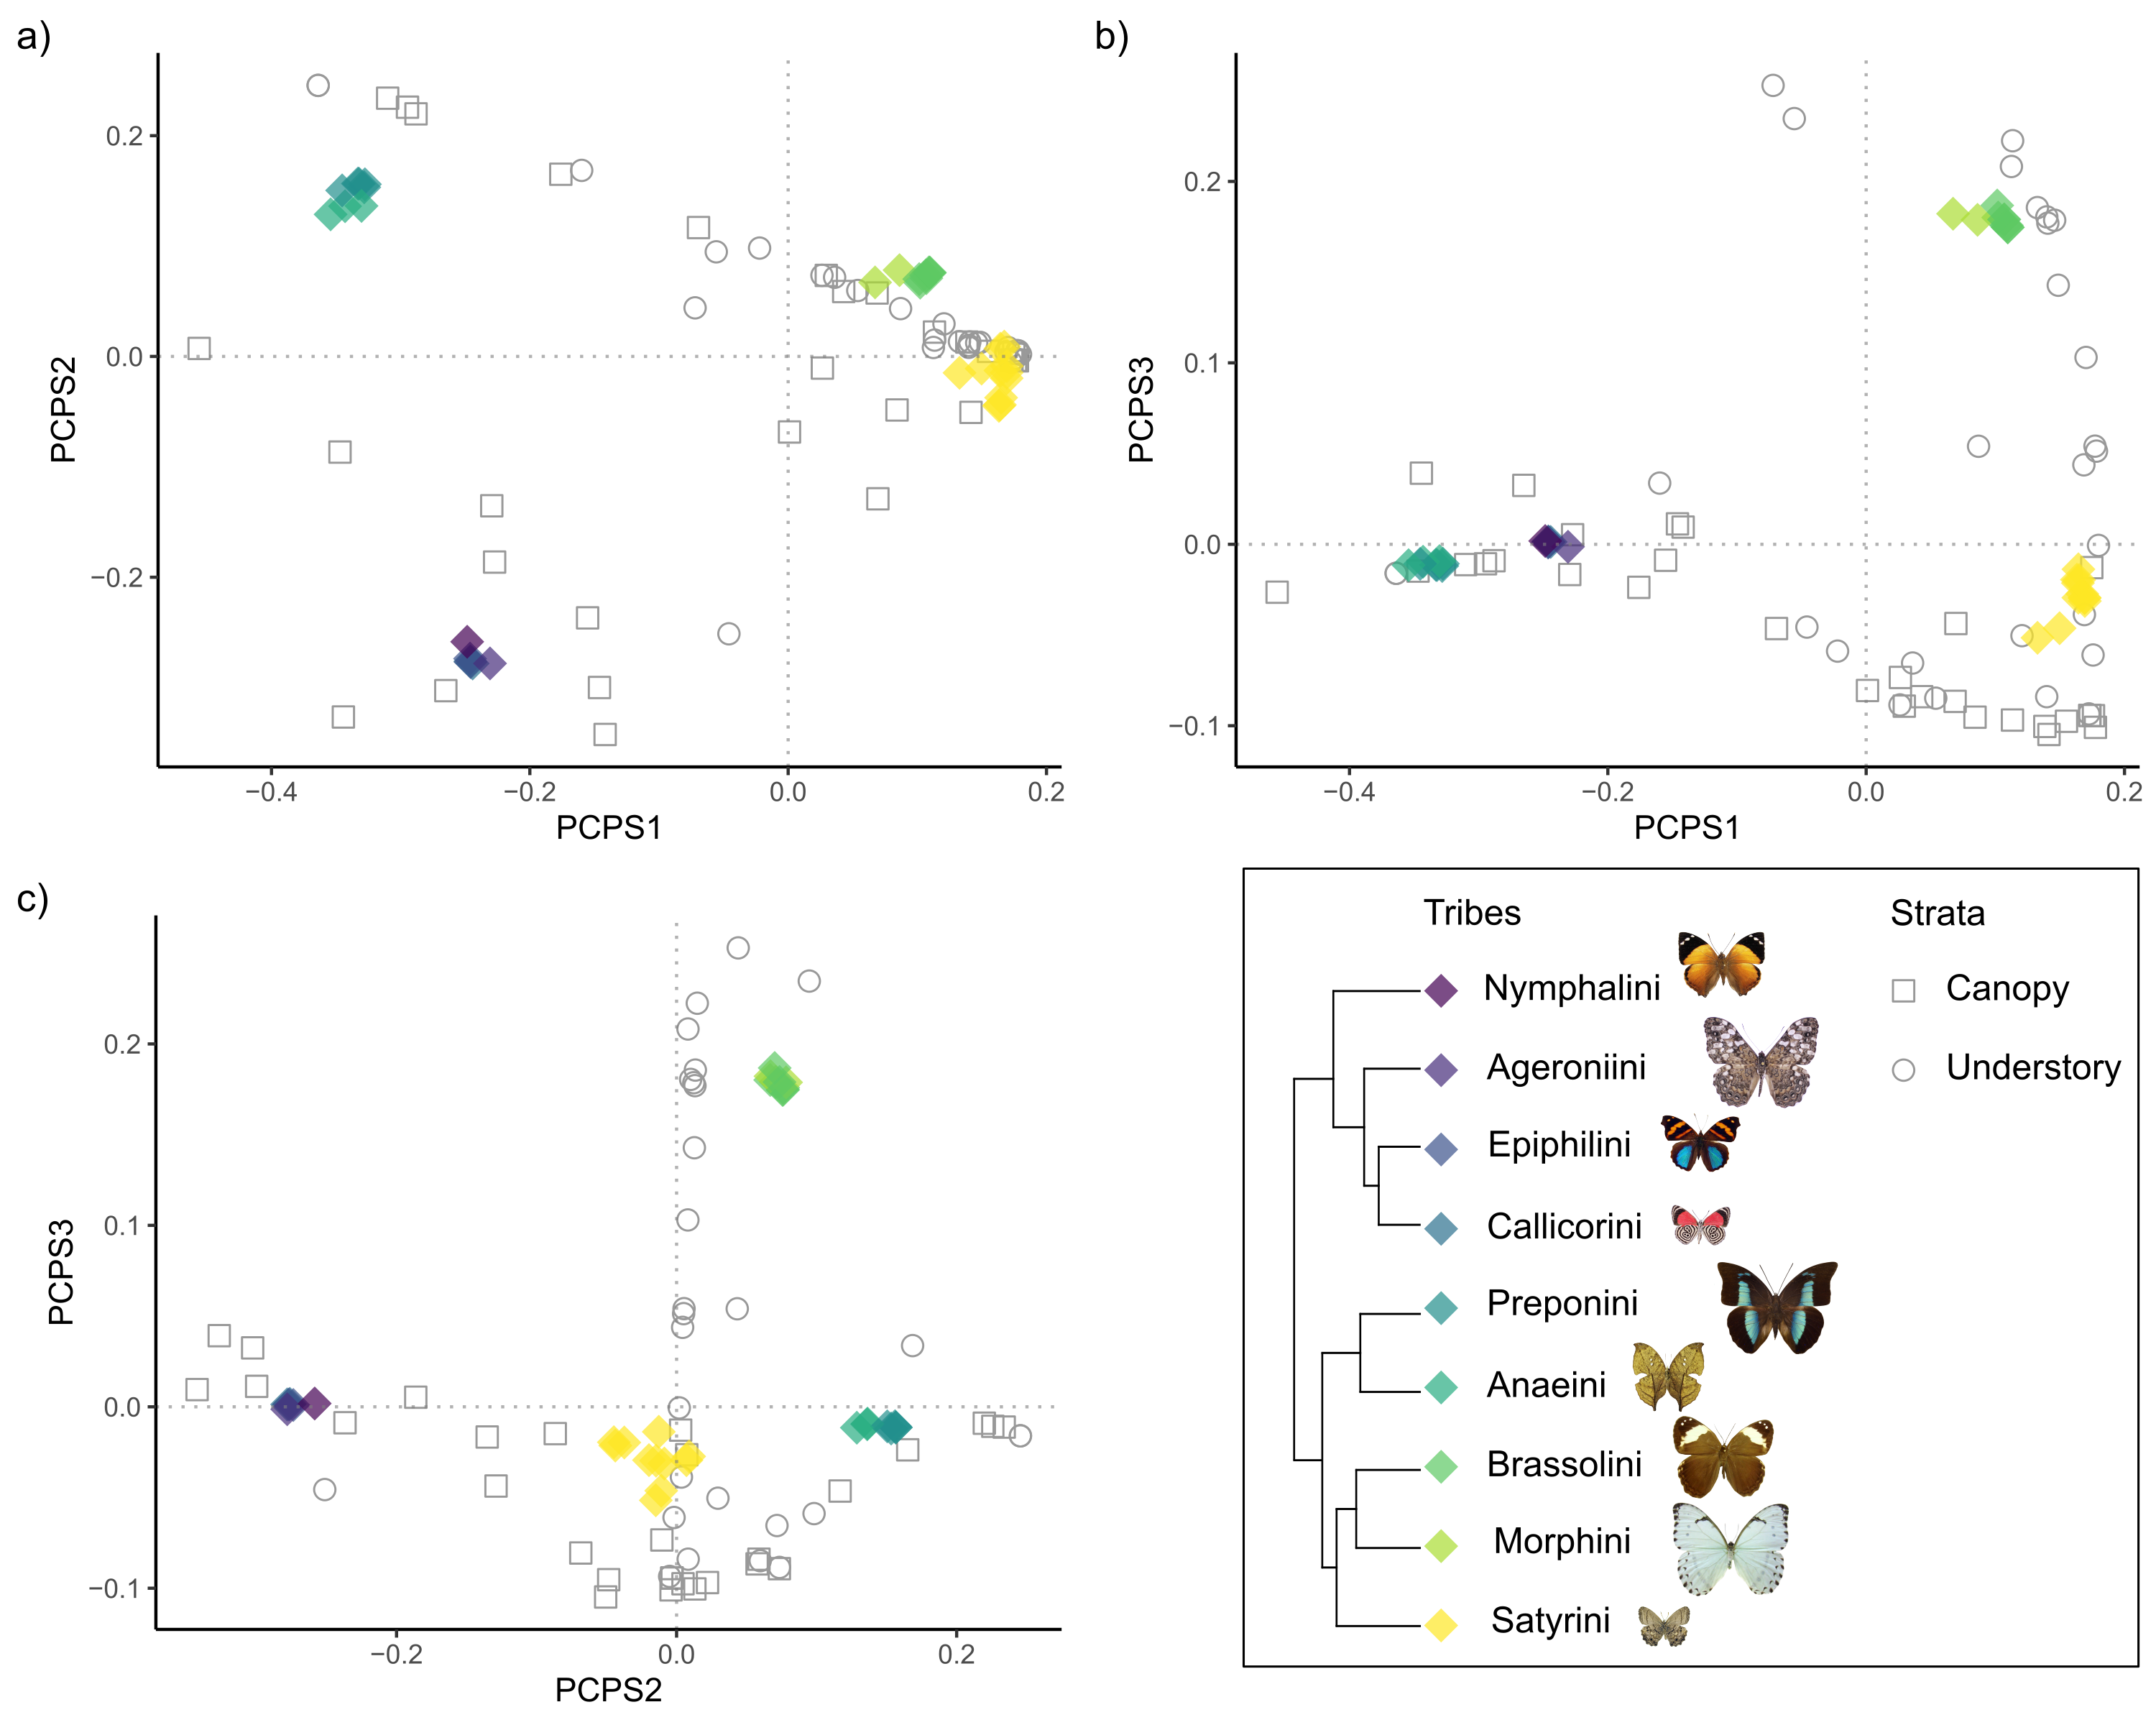 a)
0.2
0.0
−0.2
PCPS2
−0.4
−0.2
0.0
0.2
PCPS1
b)
0.2
0.1
0.0
−0.1
PCPS3
−0.4
−0.2
0.0
0.2
PCPS1
c)
0.2
0.1
0.0
−0.1
PCPS3
−0.2
0.0
0.2
PCPS2
Tribes
Nymphalini
Ageroniini
Epiphilini
Callicorini
Preponini
Anaeini
Brassolini
Morphini
Satyrini
Strata
Canopy
Understory